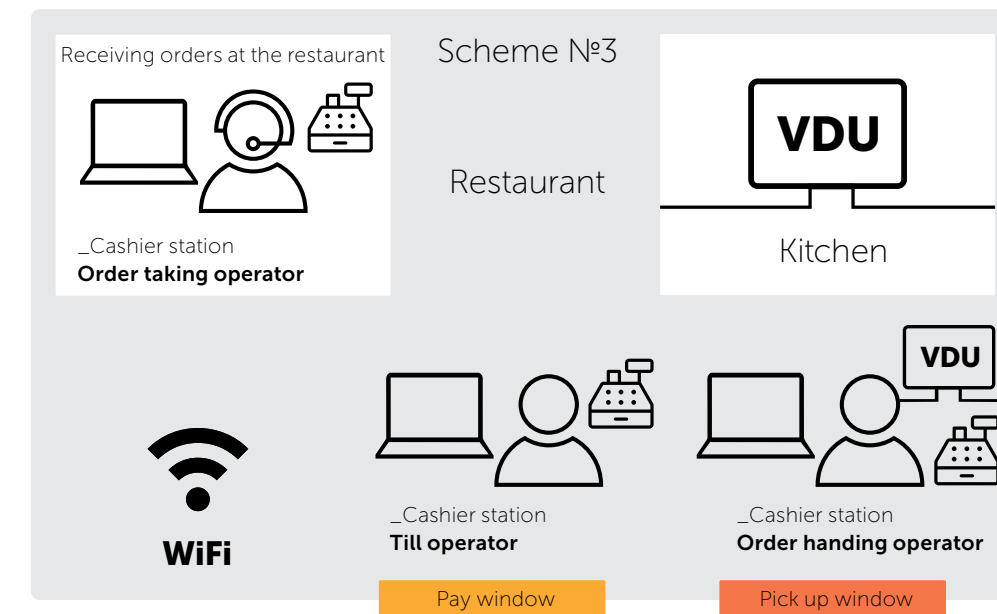 Receiving orders at the restaurant
_Cashier station
Order taking operator
Scheme №3
Restaurant
VDU
Kitchen
WiFi
_Cashier station
Till operator
Pay window
VDU
_Cashier station
Order handing operator
Pick up window